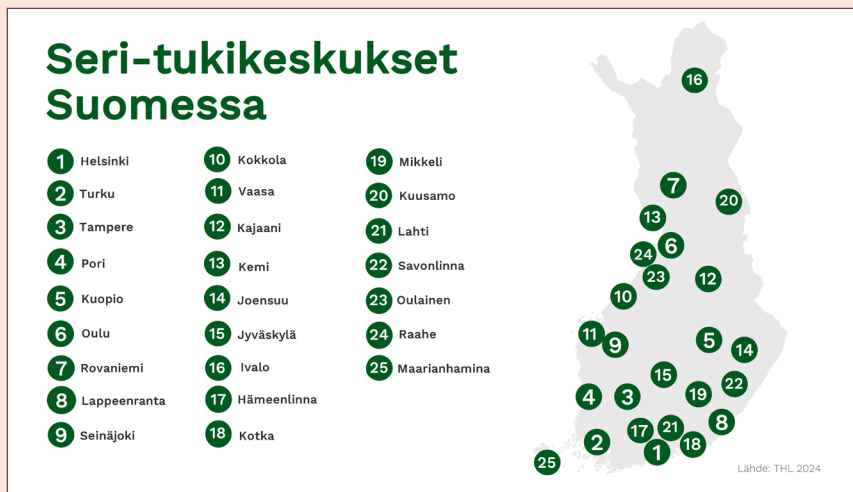 Seri-tukikeskukset
Suomessa
1 Helsinki
2 Turku
3 Tampere
4 Pori
5 Kuopio
6 Oulu
7 Rovaniemi
8 Lappeenranta
9 Seinäjoki
10 Kokkola
11 Vaasa
12 Kajaani
13 Kemi
14 Joensuu
15 Jyväskylä
16 Ivalo
17 Hämeenlinna
18 Kotka
19 Mikkeli
20 Kuusamo
21 Lahti
22 Savonlinna
23 Oulainen
24 Raahe
25 Maarianhamina
16
7
20
13
6
24
23
12
10
11
9
5
14
15
22
4
3
19
8
17
21
2
18
1
25
Lähde: THL 2024